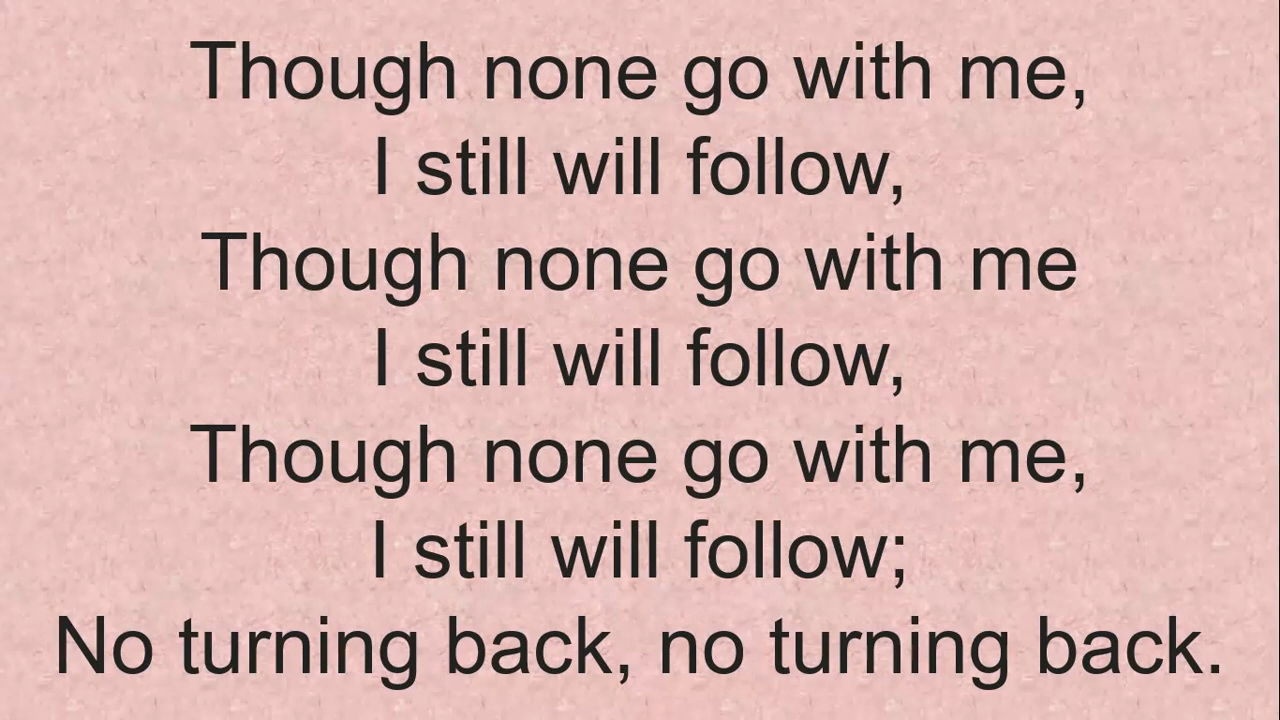 Though none go with me,
I still will follow,
Though none go with me
I still will follow,
Though none go with me,
I still will follow;
No turning back, no turning back.